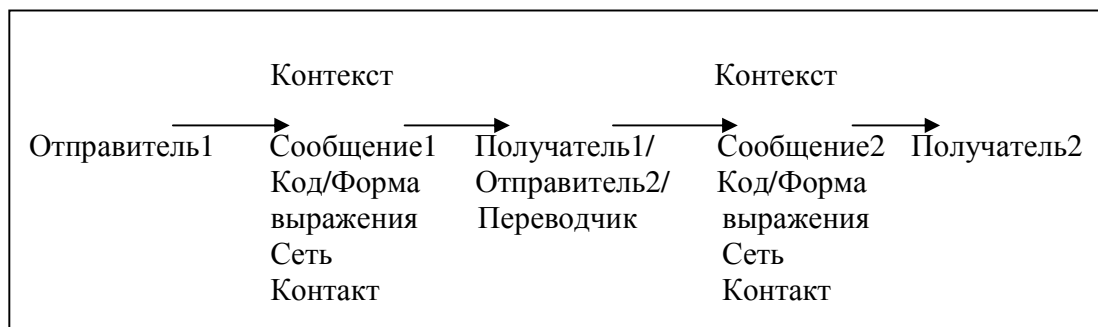 Контекст Контекст
Отправитель1 Сообщение1 Получатель1/ Сообщение2 Получатель2
Код/Форма Отправитель2/ Код/Форма
выражения Переводчик выражения
Сеть Сеть
Контакт Контакт